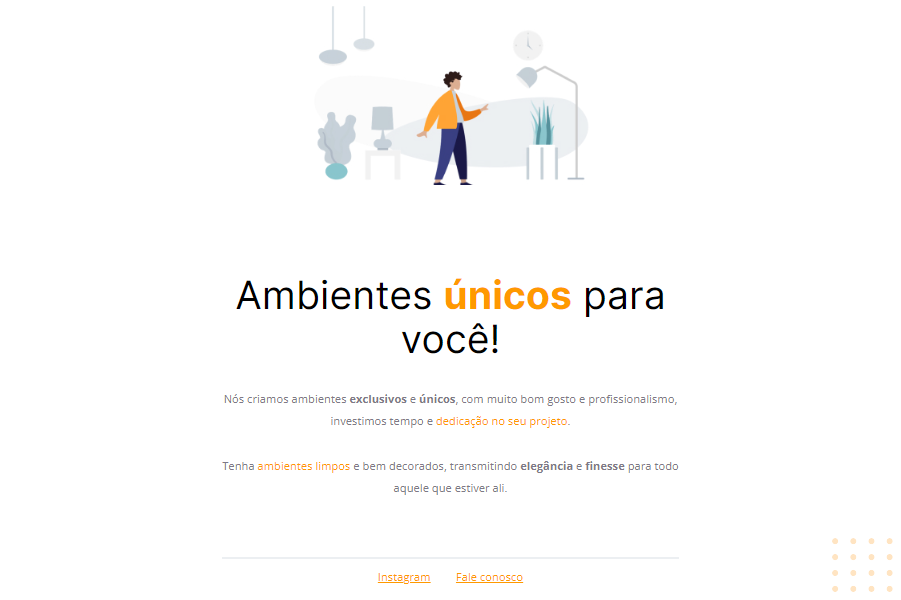 Ambientes únicos para
você!
Nós criamos ambientes exclusivos e únicos, com muito bom gosto e profissionalismo,
investimos tempo e dedicação no seu projeto.
Tenha ambientes limpos e bem decorados, transmitindo elegância e finesse para todo
aquele que estiver ali.
Instagram Fale conosco